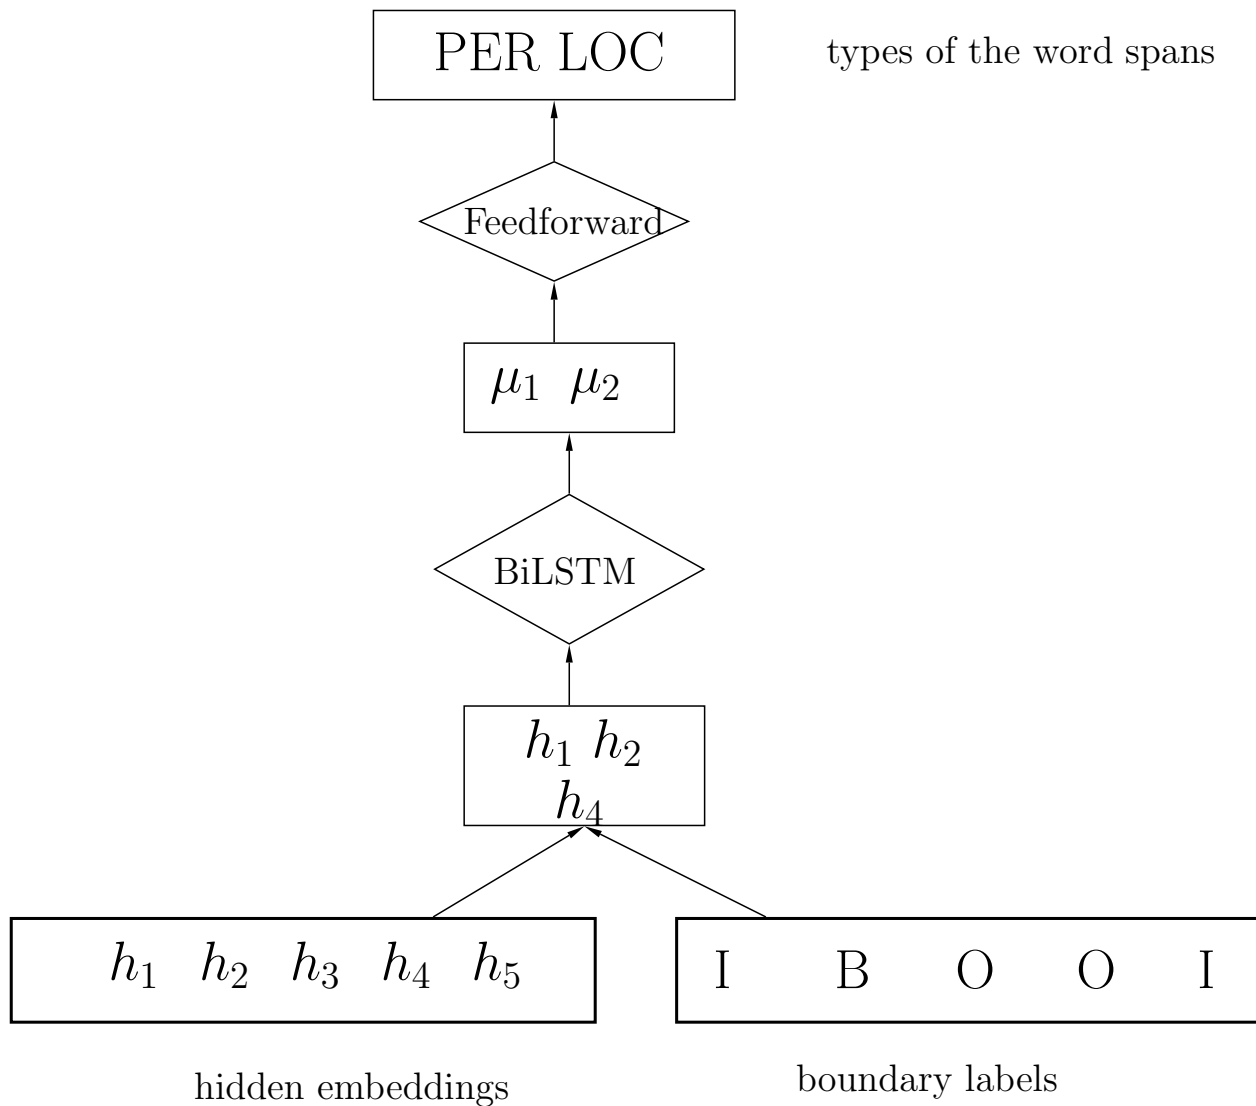 PER LOC
types of the word spans
Feedforward
μ₁ μ₂
BiLSTM
h₁ h₂
h₄
h₁ h₂ h₃ h₄ h₅
I B O O I
hidden embeddings
boundary labels